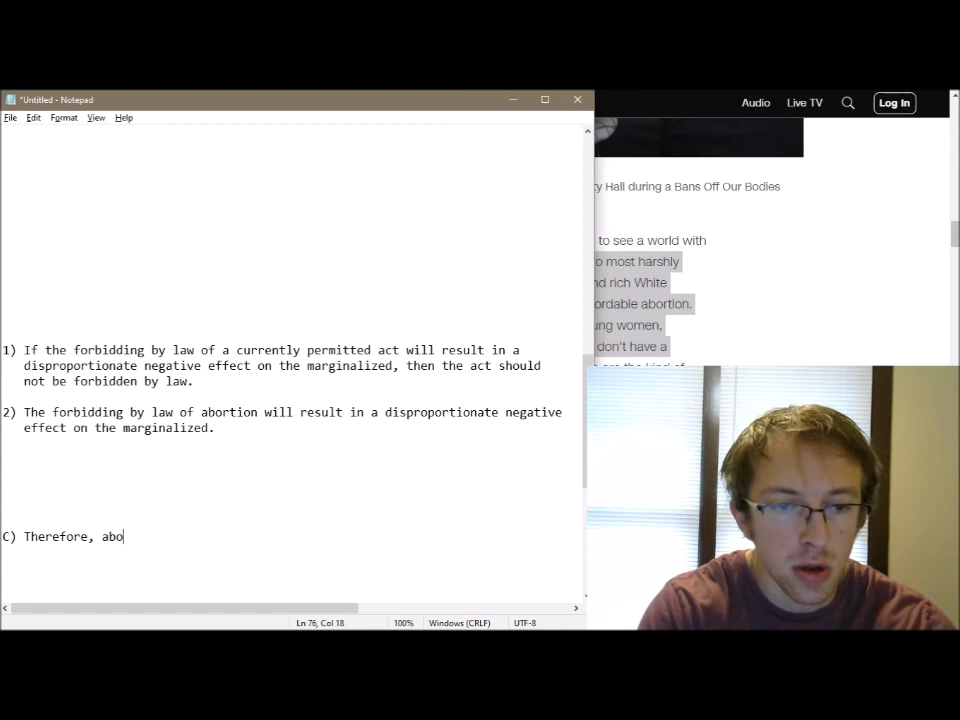 *Untitled - Notepad
File Edit Format View Help
Audio Live TV Log In
ty Hall during a Bans Off Our Bodies
to see a world with
o most harshly
nd rich White
ordable abortion.
ung women,
don't have a
1) If the forbidding by law of a currently permitted act will result in a
disproportionate negative effect on the marginalized, then the act should
not be forbidden by law.
2) The forbidding by law of abortion will result in a disproportionate negative
effect on the marginalized.
C) Therefore, abo
Ln 76, Col 18 100% Windows (CRLF) UTF-8